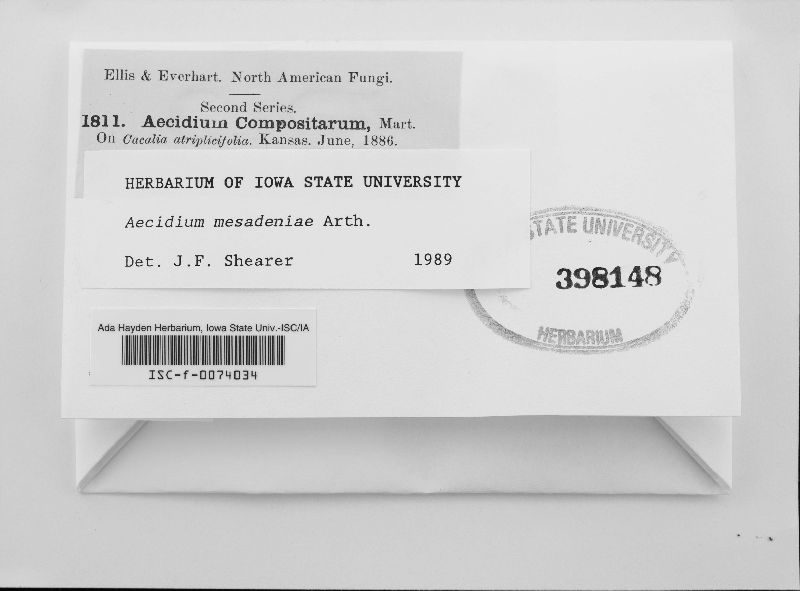 Ellis & Everhart. North American Fungi.
Second Series.
1811. Aecidium Compositarum, Mart.
On Cacalia atriplicifolia. Kansas. June, 1886.
HERBARIUM OF IOWA STATE UNIVERSITY
Aecidium mesadeniae Arth.
Det. J.F. Shearer 1989
STATE UNIVERSITY
398148
HERBARIUM
Ada Hayden Herbarium, Iowa State Univ.-ISC/IA
ISC-f-0074034